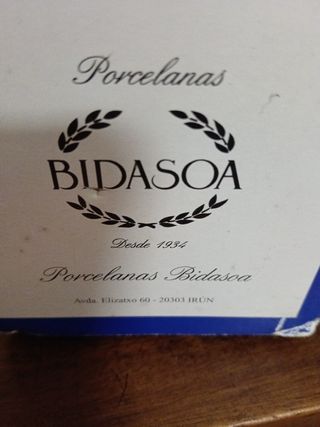 Porcelanas
BIDASOA
Desde 1934
Porcelanas Bidasoa
Avda. Elizatxo 60 - 20303 IRÚN